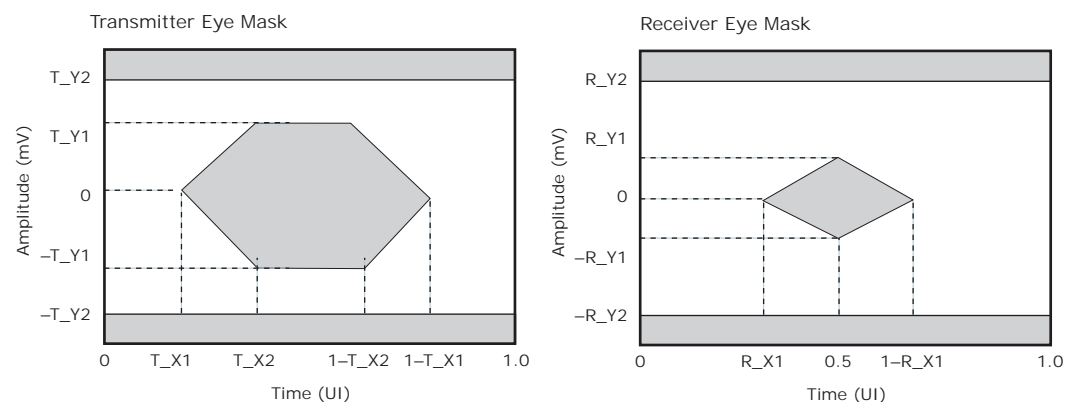 Transmitter Eye Mask
T_Y2
T_Y1
0
–T_Y1
–T_Y2
Amplitude (mV)
0 T_X1 T_X2 1–T_X2 1–T_X1 1.0
Time (UI)
Receiver Eye Mask
R_Y2
R_Y1
0
–R_Y1
–R_Y2
Amplitude (mV)
0 R_X1 0.5 1–R_X1 1.0
Time (UI)